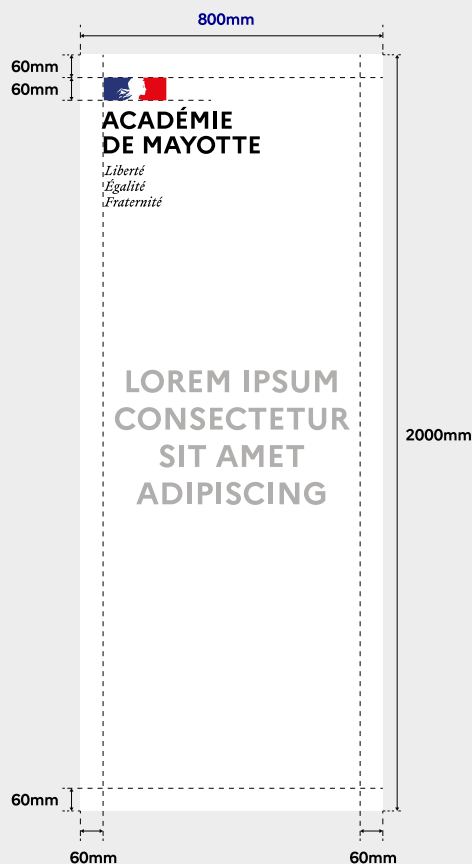 800mm
60mm
60mm
ACADÉMIE
DE MAYOTTE
Liberté
Égalité
Fraternité
LOREM IPSUM
CONSECTETUR
SIT AMET
ADIPISCING
2000mm
60mm
60mm
60mm